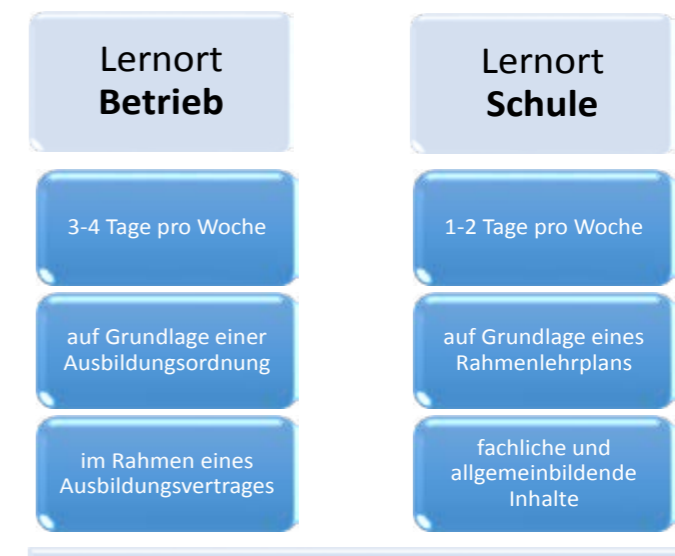 Lernort
Betrieb
3-4 Tage pro Woche
auf Grundlage einer
Ausbildungsordnung
im Rahmen eines
Ausbildungsvertrages
Lernort
Schule
1-2 Tage pro Woche
auf Grundlage eines
Rahmenlehrplans
fachliche und
allgemeinbildende
Inhalte